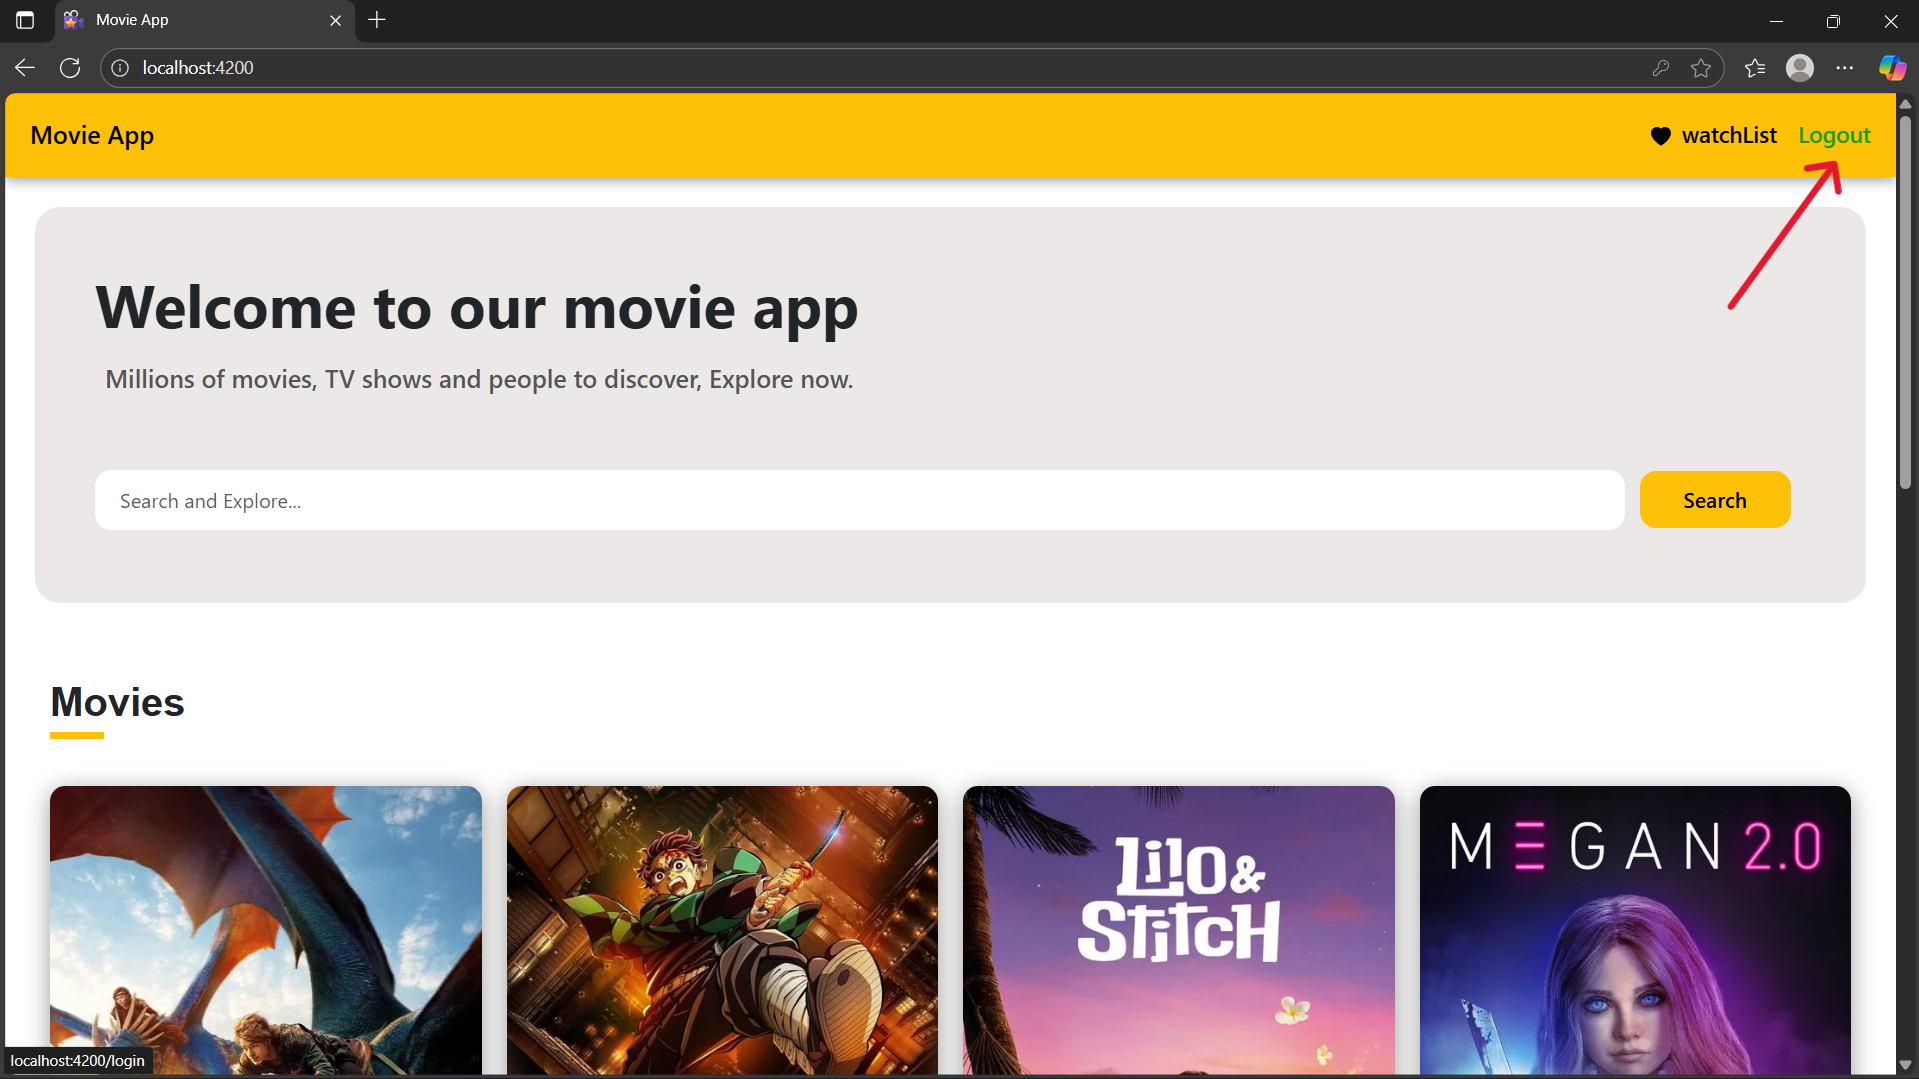 Movie App
localhost:4200
Movie App
watchList Logout
Welcome to our movie app
Millions of movies, TV shows and people to discover, Explore now.
Search and Explore...
Search
Movies
Lilo &
Stitch
MEGAN 2.0
localhost:4200/login